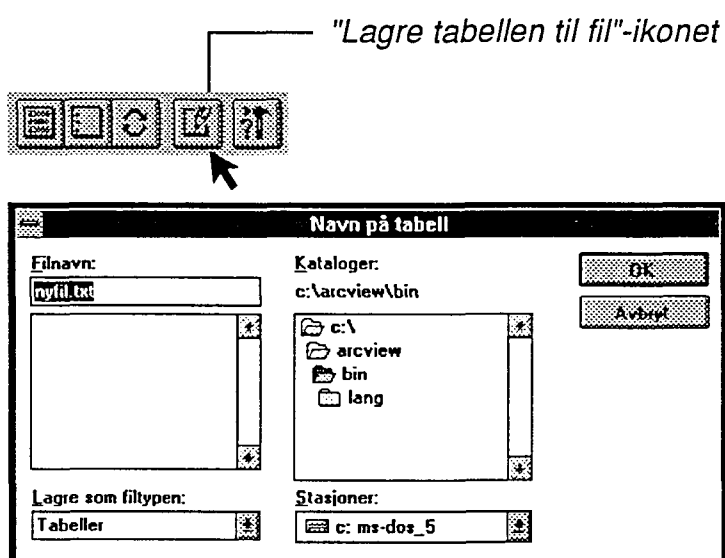 "Lagre tabellen til fil"-ikonet
Navn på tabell
Filnavn:
nyfil.txt
Kataloger:
c:\arcview\bin
c:\
arcview
bin
lang
OK
Avbryt
Lagre som filtypen:
Tabeller
Stasjoner:
c: ms-dos_5